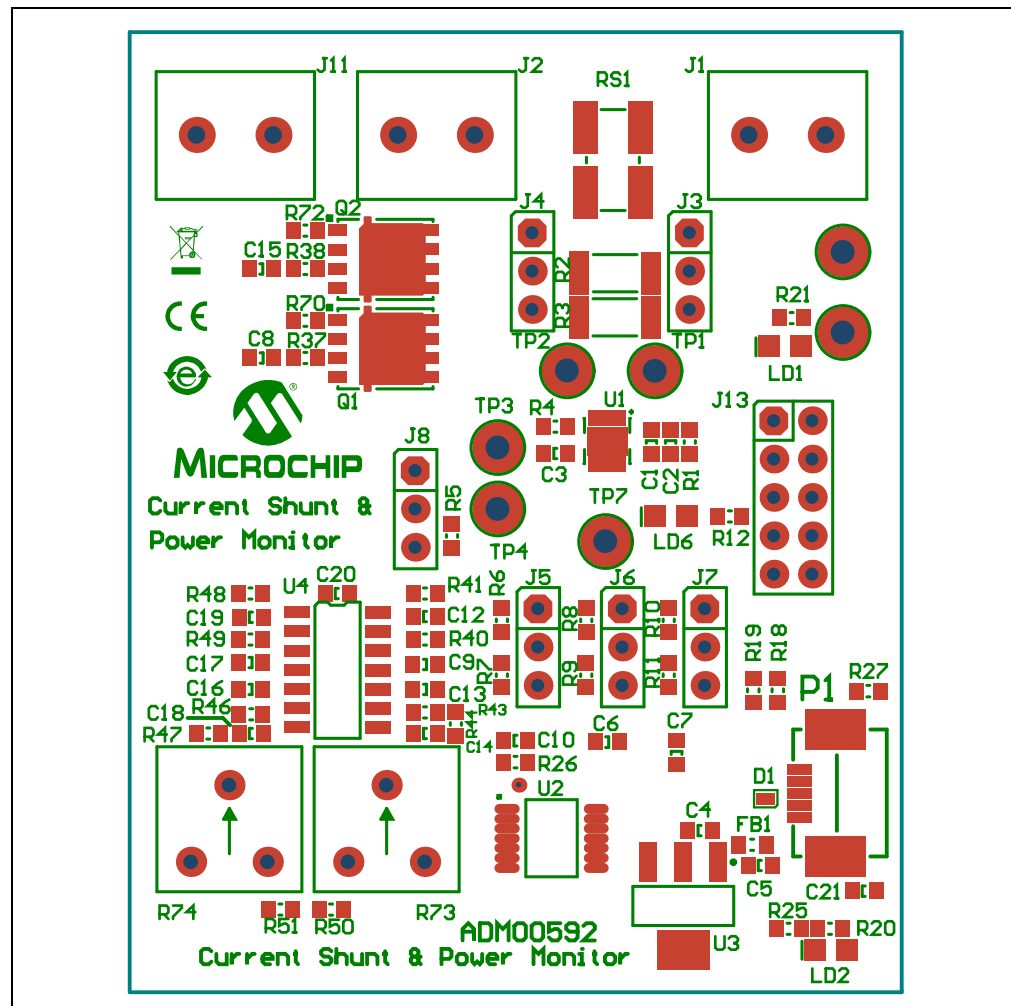 J11
J2
RS1
J1
J4
J3
R72
Q2
C15
R38
R2
R21
R70
R3
C8
R37
TP2
TP1
LD1
CE
e
Q1
TP3
R4
U1
J13
®
J8
MICROCHIP
C3
C1
C2
R1
R5
TP7
Current Shunt &
Power Monitor
TP4
LD6
R12
R48
U4
C20
R41
R6
J5
J6
J7
C19
C12
R8
R10
R49
R40
R19
R18
C17
C9
R7
R9
R11
C16
C13
R27
P1
R46
C18
R43
R44
R47
C14
C10
C6
C7
R26
U2
D1
C4
FB1
C5
C21
R74
R51
R50
R73
R25
R20
ADM00592
U3
Current Shunt & Power Monitor
LD2